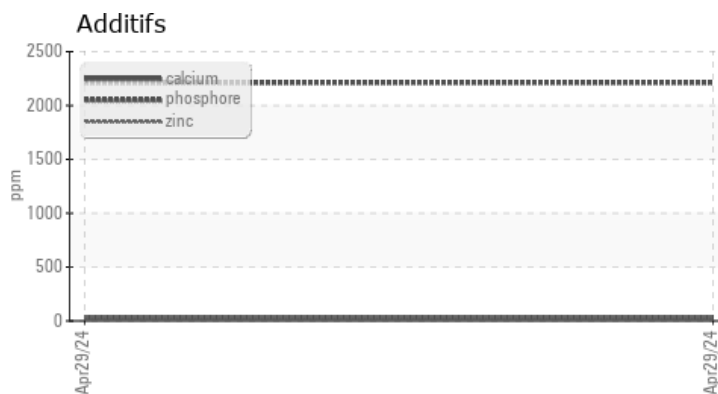 Additifs
2500
2000
1500
1000
500
0
ppm
calcium
phosphore
zinc
Apr29/24
Apr29/24